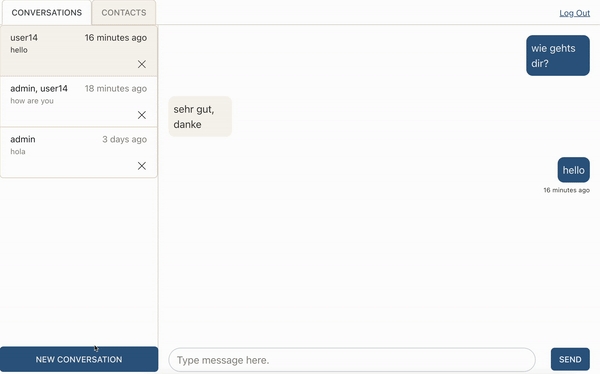 CONVERSATIONS
CONTACTS
Log Out
user14
16 minutes ago
hello
admin, user14
18 minutes ago
how are you
admin
3 days ago
hola
wie gehts
dir?
sehr gut,
danke
hello
16 minutes ago
NEW CONVERSATION
Type message here.
SEND